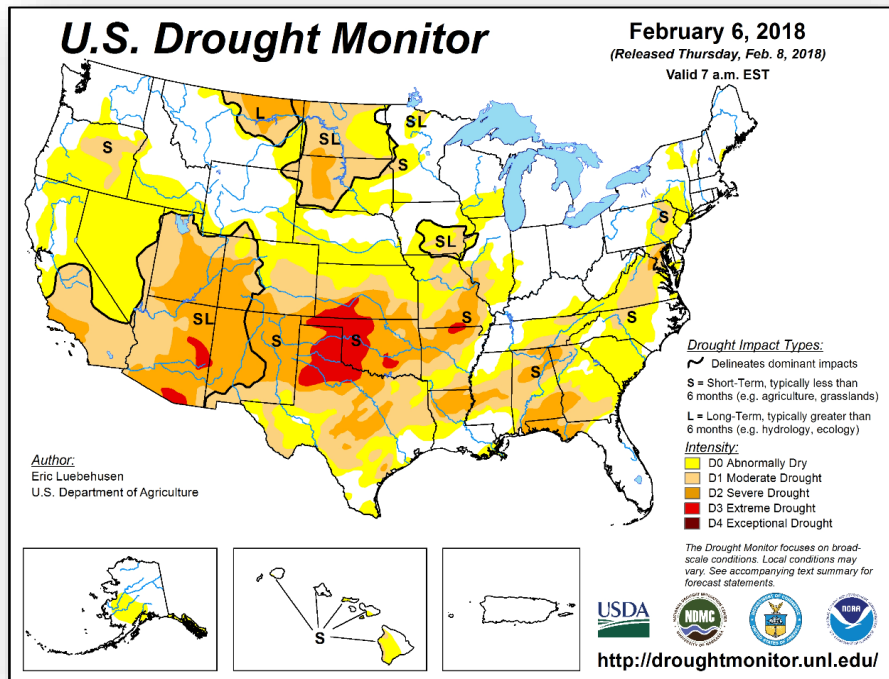 U.S. Drought Monitor
February 6, 2018
(Released Thursday, Feb. 8, 2018)
Valid 7 a.m. EST
L
SL
SL
S
S
S
SL
SL
S
S
S
S
S
Drought Impact Types:
Delineates dominant impacts
S = Short-Term, typically less than
6 months (e.g. agriculture, grasslands)
L = Long-Term, typically greater than
6 months (e.g. hydrology, ecology)
Intensity:
D0 Abnormally Dry
D1 Moderate Drought
D2 Severe Drought
D3 Extreme Drought
D4 Exceptional Drought
Author:
Eric Luebehusen
U.S. Department of Agriculture
The Drought Monitor focuses on broad-
scale conditions. Local conditions may
vary. See accompanying text summary for
forecast statements.
S
USDA
NDMC
NOAA
http://droughtmonitor.unl.edu/